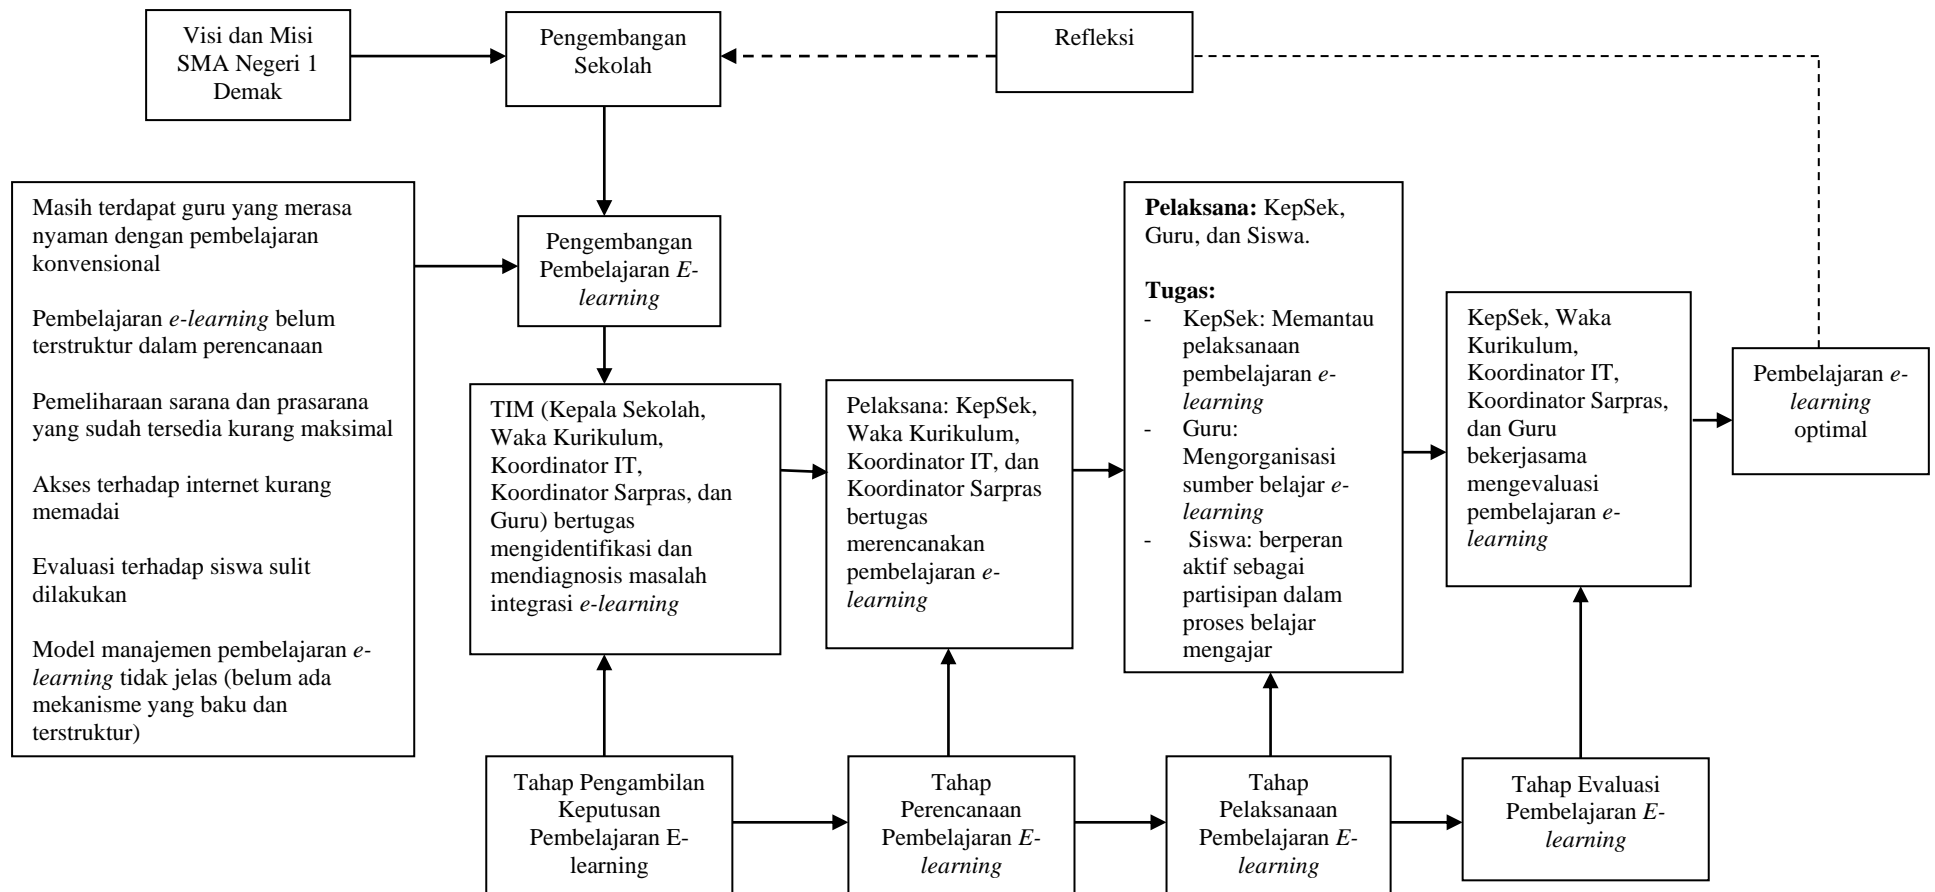 Visi dan Misi
SMA Negeri 1
Demak
Pengembangan
Sekolah
Refleksi
Masih terdapat guru yang merasa
nyaman dengan pembelajaran
konvensional
Pembelajaran e-learning belum
terstruktur dalam perencanaan
Pemeliharaan sarana dan prasarana
yang sudah tersedia kurang maksimal
Akses terhadap internet kurang
memadai
Evaluasi terhadap siswa sulit
dilakukan
Model manajemen pembelajaran e-
learning tidak jelas (belum ada
mekanisme yang baku dan
terstruktur)
Pengembangan
Pembelajaran E-
learning
TIM (Kepala Sekolah,
Waka Kurikulum,
Koordinator IT,
Koordinator Sarpras, dan
Guru) bertugas
mengidentifikasi dan
mendiagnosis masalah
integrasi e-learning
Pelaksana: KepSek,
Waka Kurikulum,
Koordinator IT, dan
Koordinator Sarpras
bertugas
merencanakan
pembelajaran e-
learning
Pelaksana: KepSek,
Guru, dan Siswa.
Tugas:
- KepSek: Memantau
pelaksanaan
pembelajaran e-
learning
- Guru:
Mengorganisasi
sumber belajar e-
learning
- Siswa: berperan
aktif sebagai
partisipan dalam
proses belajar
mengajar
KepSek, Waka
Kurikulum,
Koordinator IT,
Koordinator Sarpras,
dan Guru
bekerjasama
mengevaluasi
pembelajaran e-
learning
Pembelajaran e-
learning
optimal
Tahap Pengambilan
Keputusan
Pembelajaran E-
learning
Tahap
Perencanaan
Pembelajaran E-
learning
Tahap
Pelaksanaan
Pembelajaran E-
learning
Tahap Evaluasi
Pembelajaran E-
learning